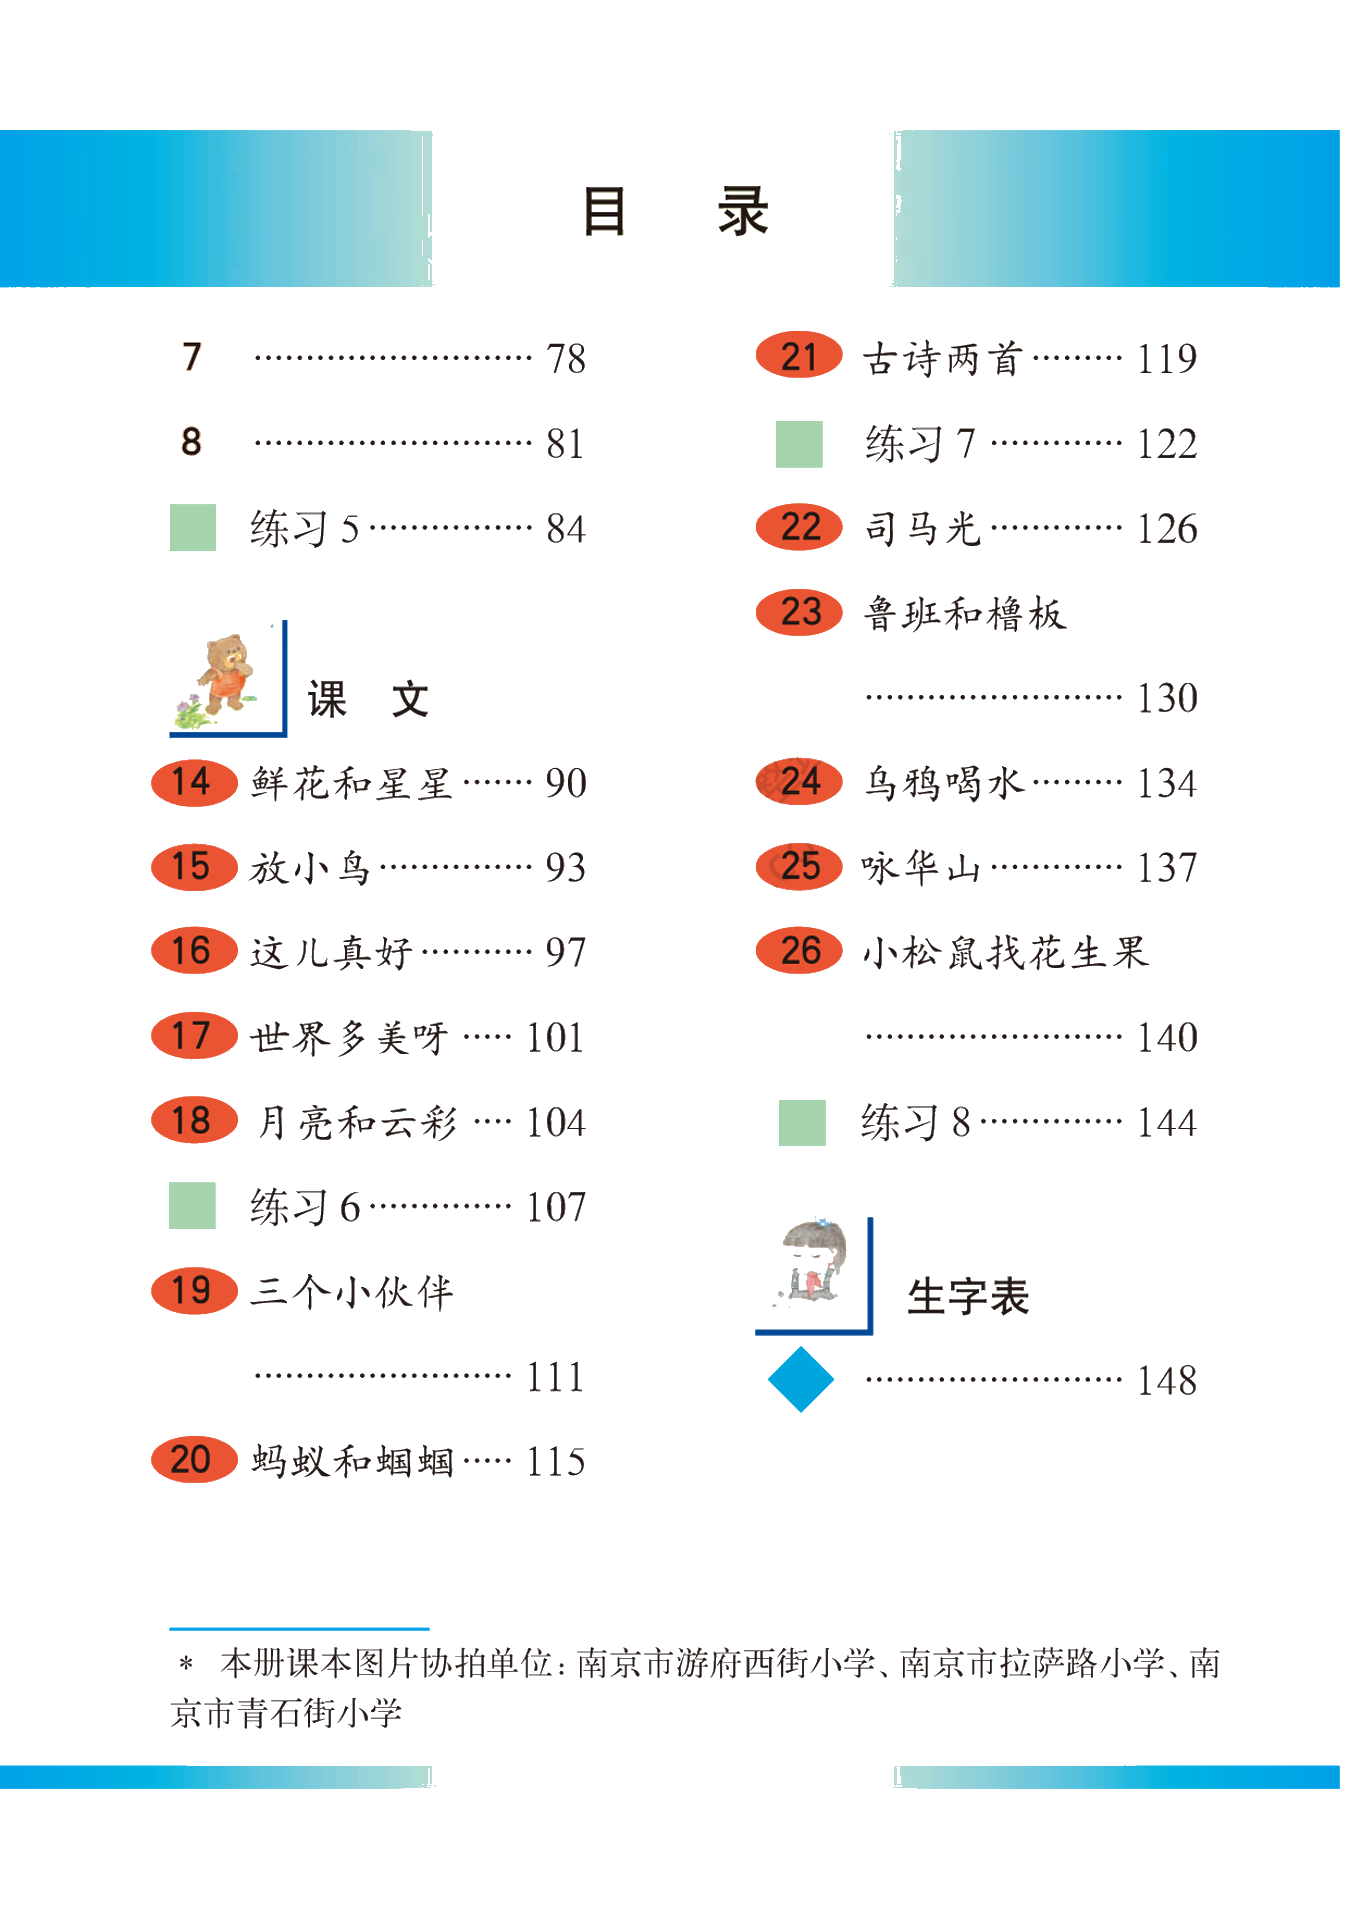 目 录
7 ………………………… 78
8 ………………………… 81
练习 5 ……………… 84
课 文
14 鲜花和星星 ……… 90
15 放小鸟 …………… 93
16 这儿真好 ………… 97
17 世界多美呀 …… 101
18 月亮和云彩 …… 104
练习 6 …………… 107
19 三个小伙伴
……………………… 111
20 蚂蚁和蝈蝈 …… 115
21 古诗两首 ……… 119
练习 7 …………… 122
22 司马光 ………… 126
23 鲁班和橹板
……………………… 130
24 乌鸦喝水 ……… 134
25 咏华山 ………… 137
26 小松鼠找花生果
……………………… 140
练习 8 …………… 144
生字表
……………………… 148
* 本册课本图片协拍单位：南京市游府西街小学、南京市拉萨路小学、南
京市青石街小学